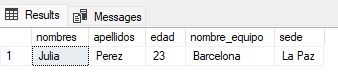 Results Messages
nombres apellidos edad nombre_equipo sede
1 Julia Perez 23 Barcelona La Paz